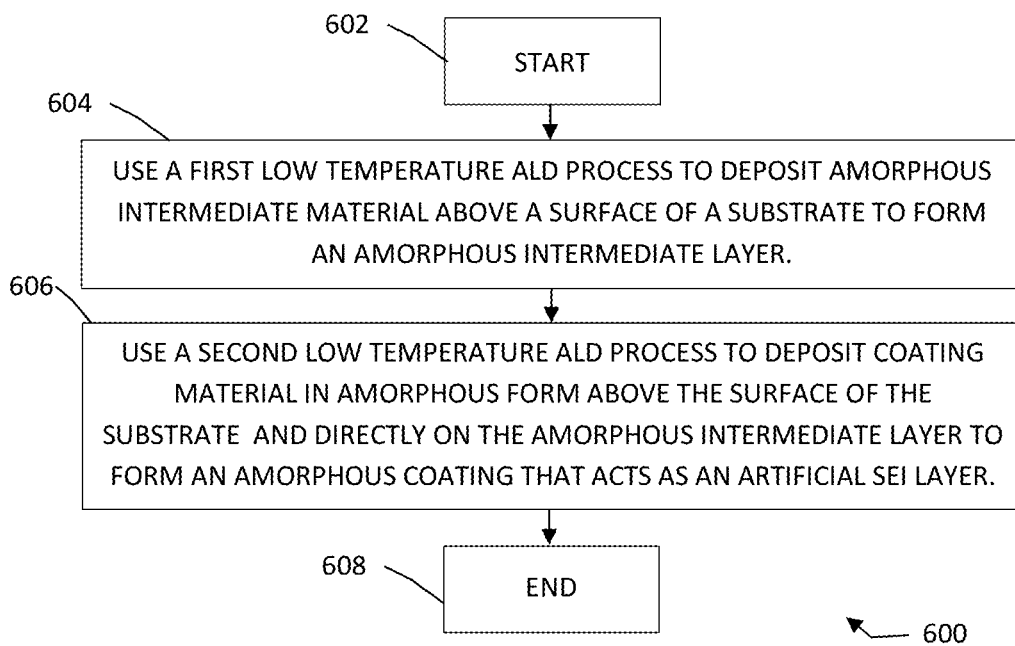 602
START
604
USE A FIRST LOW TEMPERATURE ALD PROCESS TO DEPOSIT AMORPHOUS
INTERMEDIATE MATERIAL ABOVE A SURFACE OF A SUBSTRATE TO FORM
AN AMORPHOUS INTERMEDIATE LAYER.
606
USE A SECOND LOW TEMPERATURE ALD PROCESS TO DEPOSIT COATING
MATERIAL IN AMORPHOUS FORM ABOVE THE SURFACE OF THE
SUBSTRATE AND DIRECTLY ON THE AMORPHOUS INTERMEDIATE LAYER TO
FORM AN AMORPHOUS COATING THAT ACTS AS AN ARTIFICIAL SEI LAYER.
608
END
600